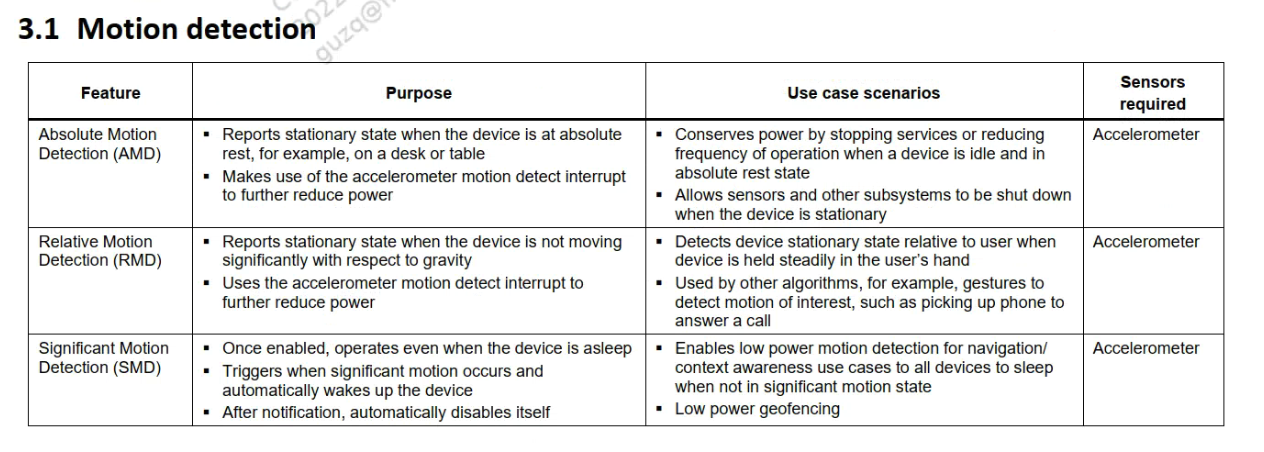 3.1 Motion detection
Feature
Purpose
Use case scenarios
Sensors
required
Absolute Motion
Detection (AMD)
▪ Reports stationary state when the device is at absolute
rest, for example, on a desk or table
▪ Makes use of the accelerometer motion detect interrupt
to further reduce power
▪ Conserves power by stopping services or reducing
frequency of operation when a device is idle and in
absolute rest state
▪ Allows sensors and other subsystems to be shut down
when the device is stationary
Accelerometer
Relative Motion
Detection (RMD)
▪ Reports stationary state when the device is not moving
significantly with respect to gravity
▪ Uses the accelerometer motion detect interrupt to
further reduce power
▪ Detects device stationary state relative to user when
device is held steadily in the user’s hand
▪ Used by other algorithms, for example, gestures to
detect motion of interest, such as picking up phone to
answer a call
Accelerometer
Significant Motion
Detection (SMD)
▪ Once enabled, operates even when the device is asleep
▪ Triggers when significant motion occurs and
automatically wakes up the device
▪ After notification, automatically disables itself
▪ Enables low power motion detection for navigation/
context awareness use cases to all devices to sleep
when not in significant motion state
▪ Low power geofencing
Accelerometer